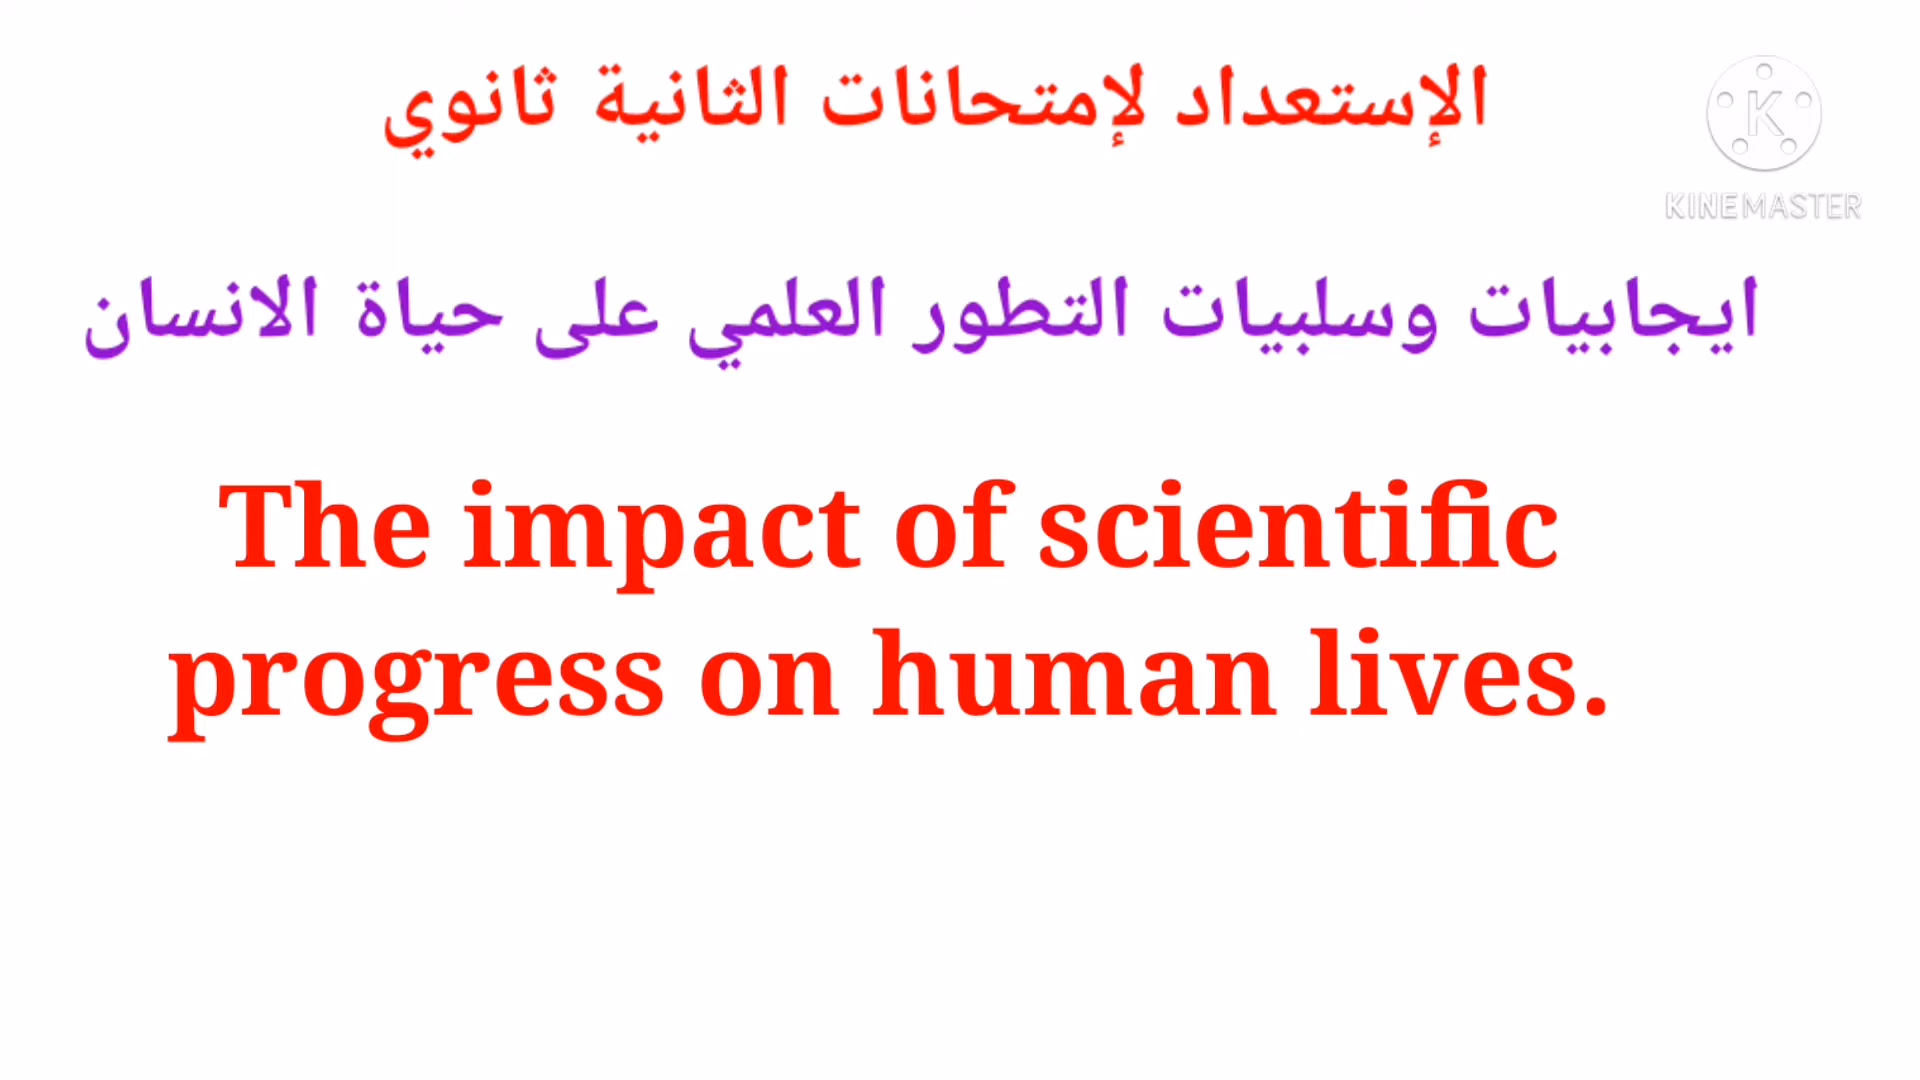 الإستعداد لإمتحانات الثانية ثانوي
K
KINEMASTER
ايجابيات وسلبيات التطور العلمي على حياة الانسان
The impact of scientific
progress on human lives.